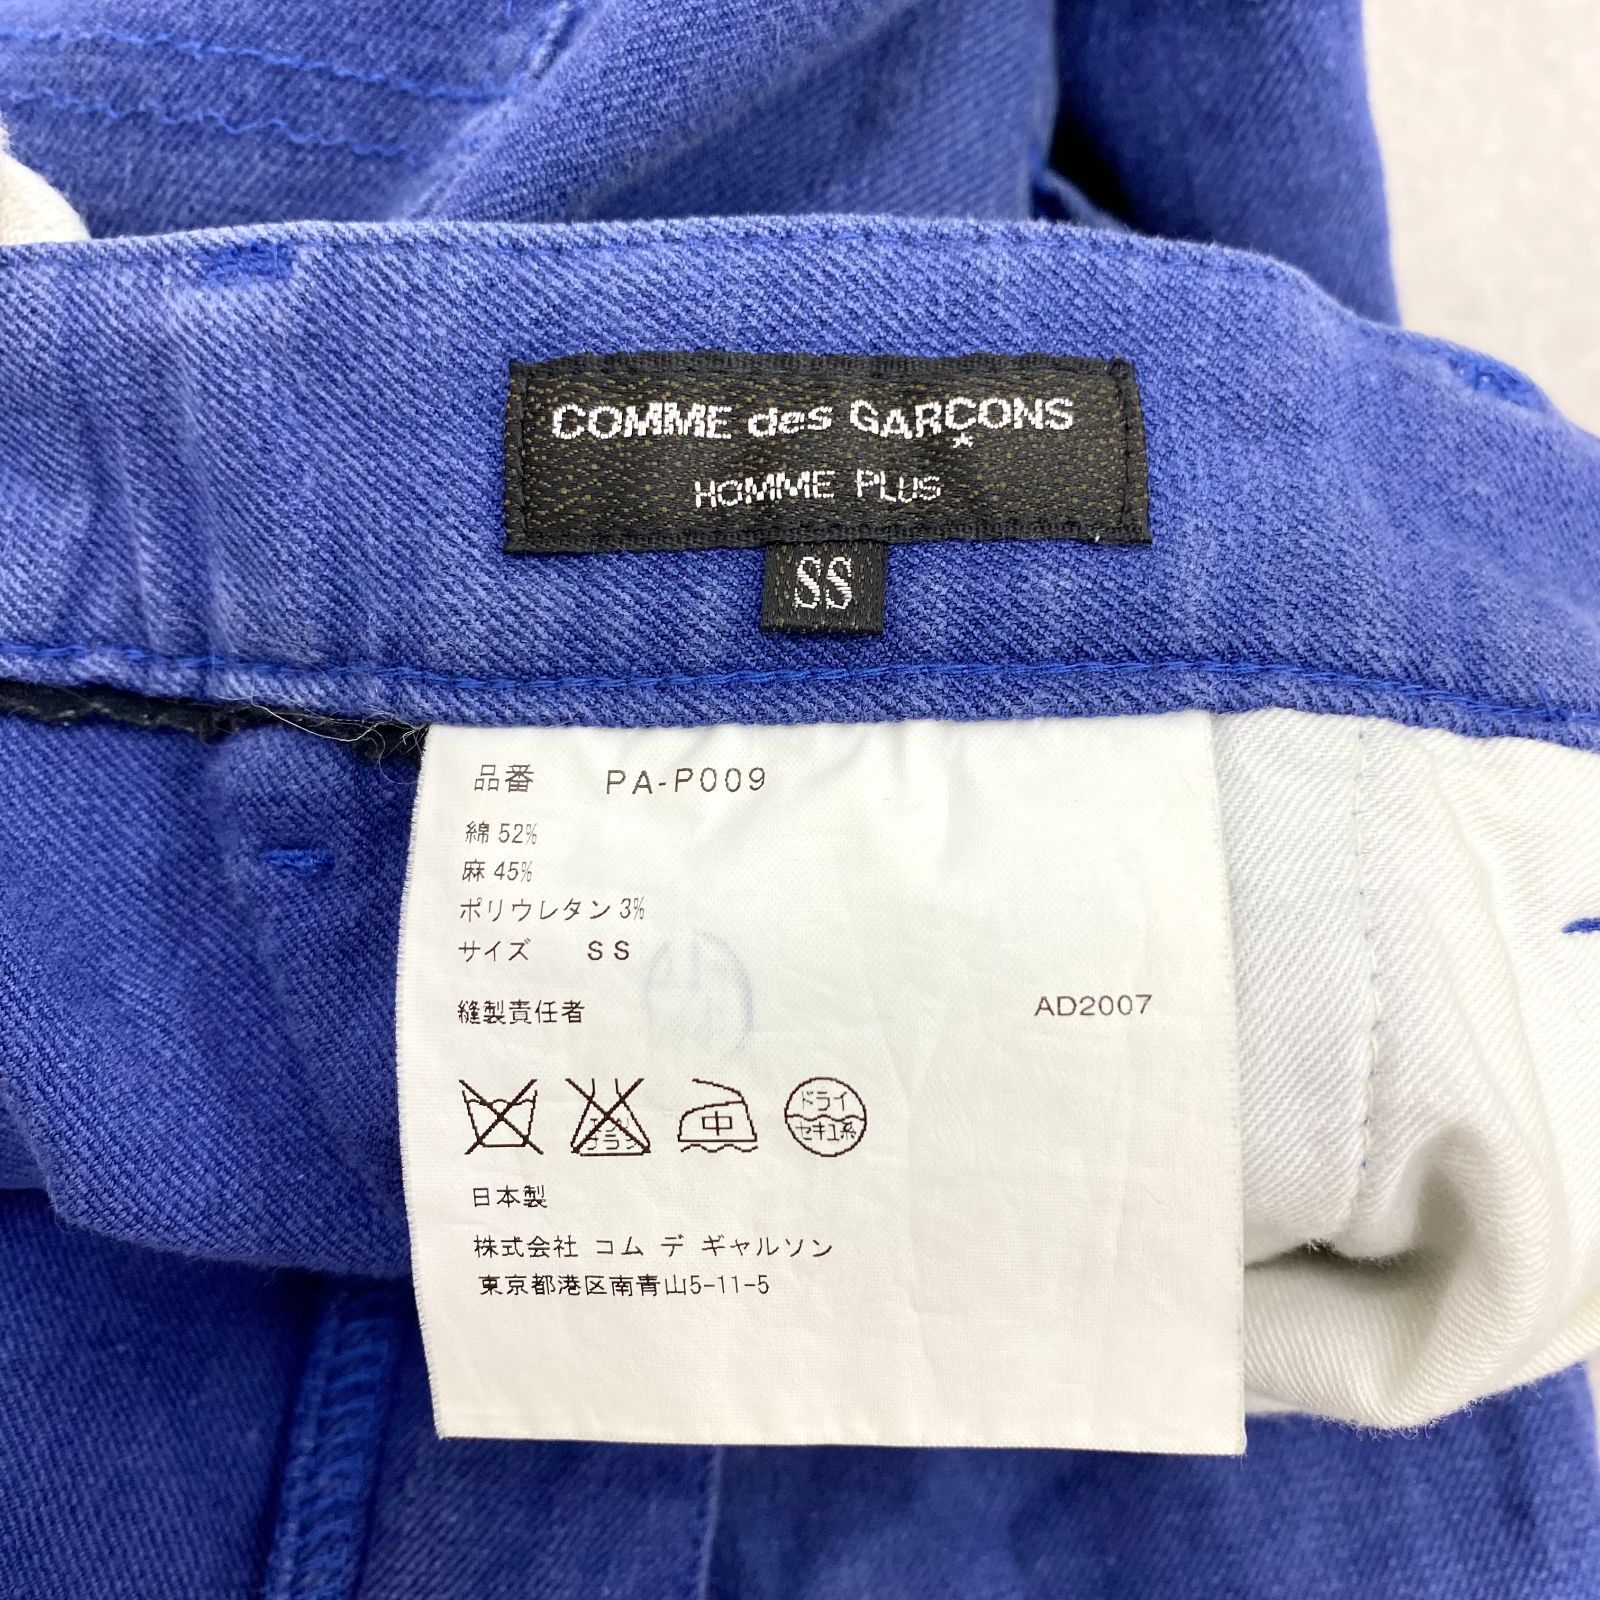 COMME des GARÇONS
HOMME PLUS
SS
品番 PA-P009
綿 52%
麻 45%
ポリウレタン 3%
サイズ SS
縫製責任者
AD2007
中
ドライ
セキユ系
日本製
株式会社 コム デ ギャルソン
東京都港区南青山5-11-5